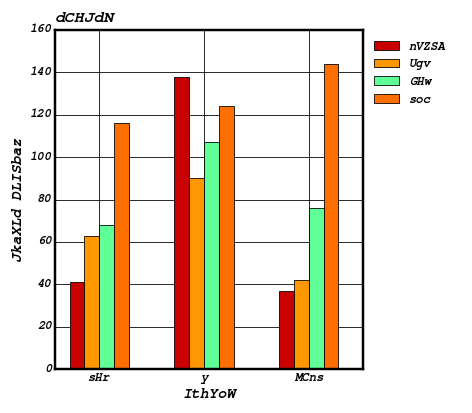 dCHJdN
160
140
120
100
80
60
40
20
0
JkaXLd DLISbaz
sHr y MCns
IthYoW
nVZSA
Ugv
GHw
soc